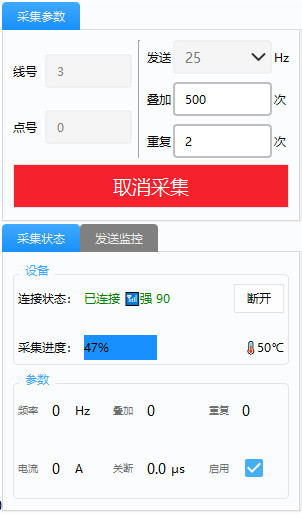 采集参数
线号 3 发送 25 Hz
叠加 500 次
点号 0 重复 2 次
取消采集
采集状态 发送监控
设备
连接状态： 已连接 强 90 断开
采集进度： 47% 50℃
参数
频率 0 Hz 叠加 0 重复 0
电流 0 A 关断 0.0 μs 启用